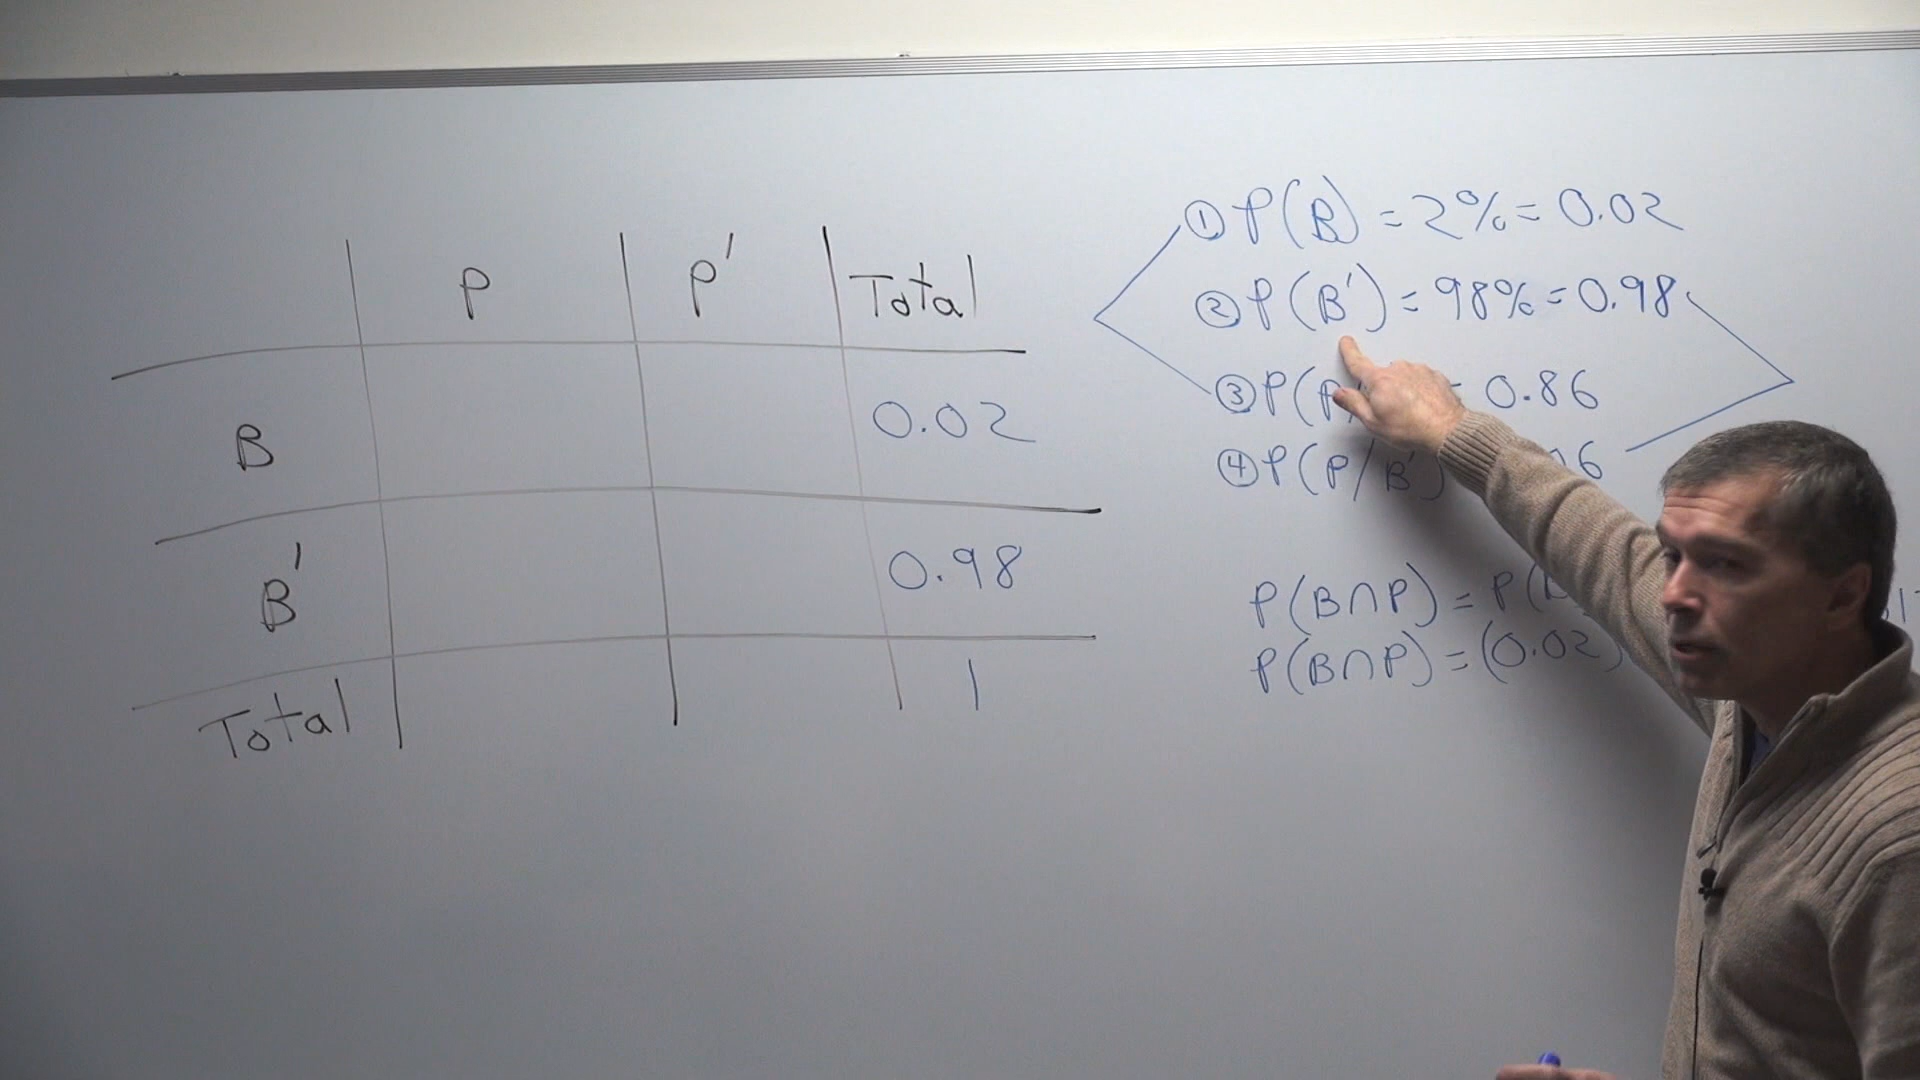 P P' Total
B 0.02
B' 0.98
Total 1
① P(B) = 2% = 0.02
② P(B') = 98% = 0.98
③ P(P/ = 0.86
④ P(P/B') 6
P(B∩P) = P(
P(B∩P) = (0.02)